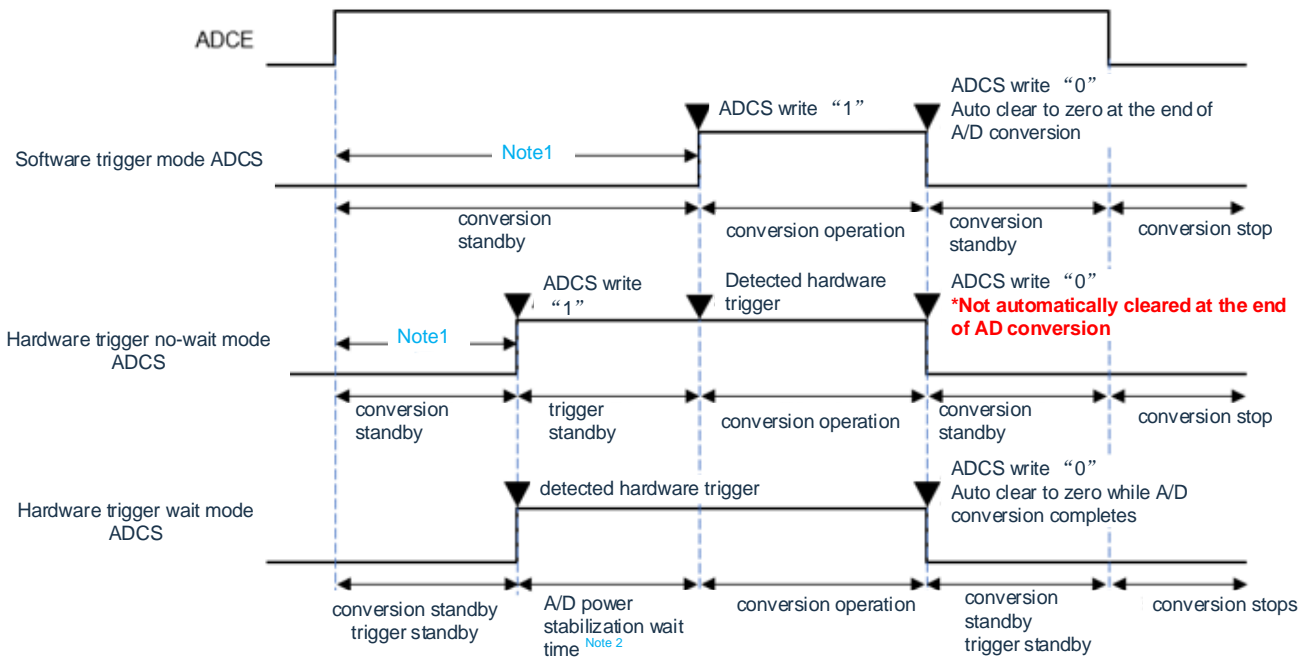 ADCE
ADCS write “0”
Auto clear to zero at the end of
A/D conversion
ADCS write “1”
Software trigger mode ADCS
Note1
conversion
standby
conversion operation
conversion
standby
conversion stop
ADCS write
“1”
Detected hardware
trigger
ADCS write “0”
*Not automatically cleared at the end
of AD conversion
Hardware trigger no-wait mode
ADCS
Note1
conversion
standby
trigger
standby
conversion operation
conversion
standby
conversion stop
detected hardware trigger
ADCS write “0”
Auto clear to zero while A/D
conversion completes
Hardware trigger wait mode
ADCS
conversion standby
trigger standby
A/D power
stabilization wait
time Note 2
conversion operation
conversion
standby
trigger standby
conversion stops